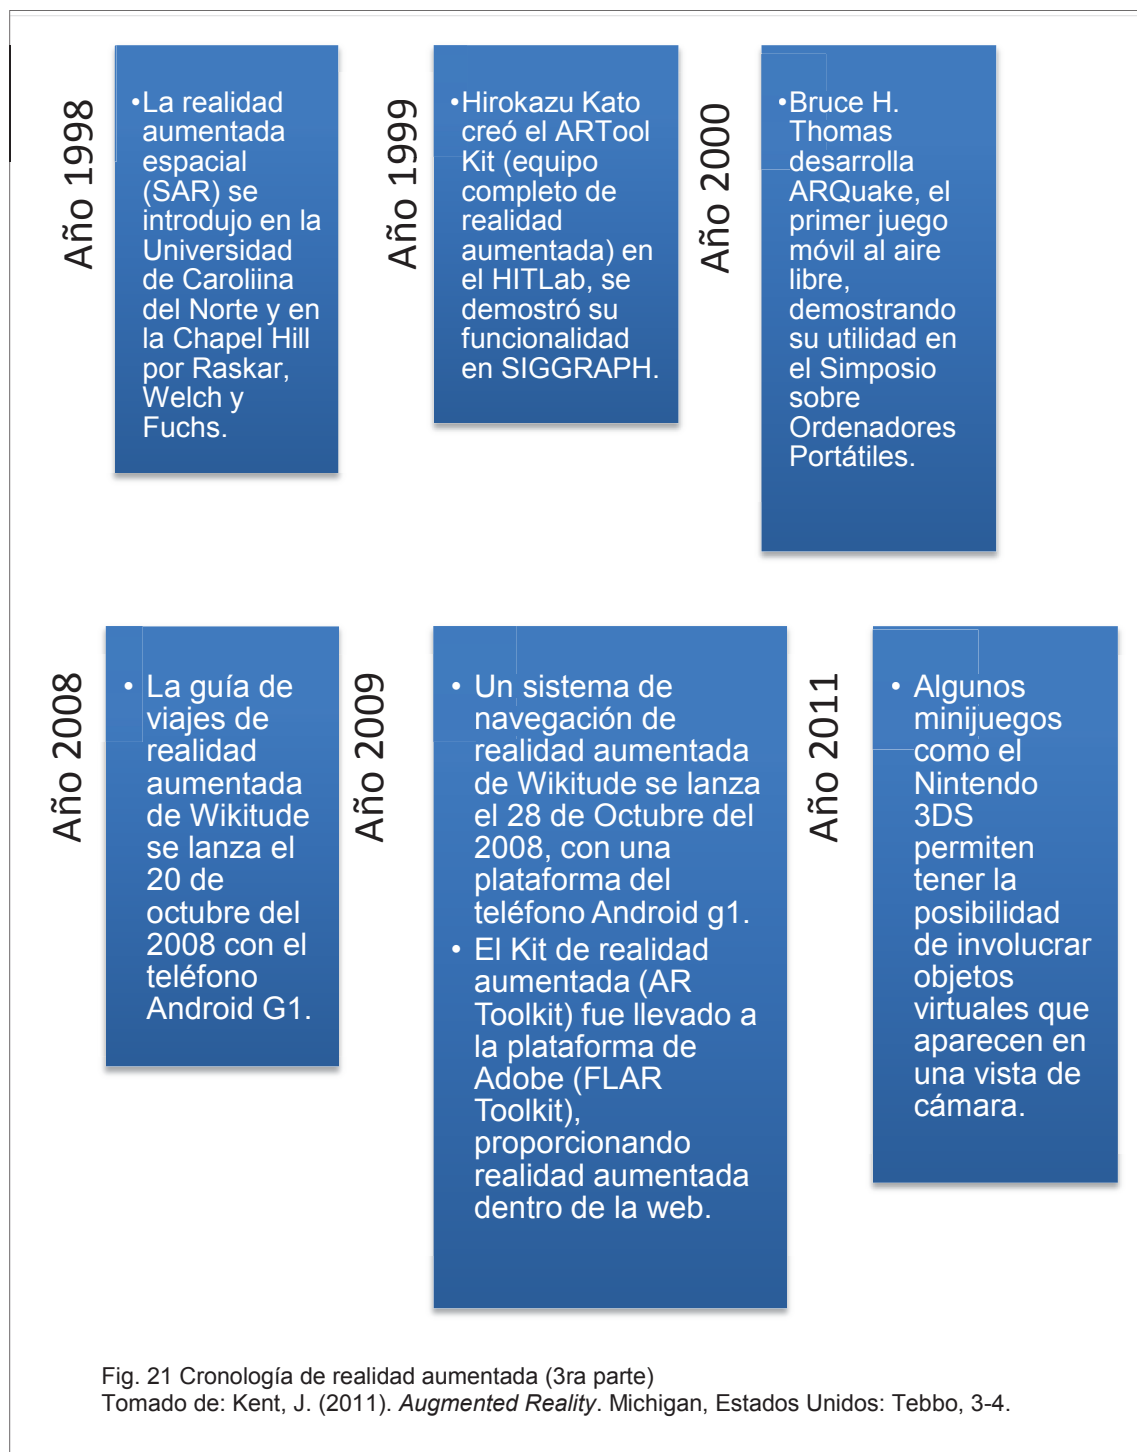 Año 1998
•La realidad
aumentada
espacial
(SAR) se
introdujo en la
Universidad
de Caroliina
del Norte y en
la Chapel Hill
por Raskar,
Welch y
Fuchs.
Año 1999
•Hirokazu Kato
creó el ARTool
Kit (equipo
completo de
realidad
aumentada) en
el HITLab, se
demostró su
funcionalidad
en SIGGRAPH.
Año 2000
•Bruce H.
Thomas
desarrolla
ARQuake, el
primer juego
móvil al aire
libre,
demostrando
su utilidad en
el Simposio
sobre
Ordenadores
Portátiles.
Año 2008
• La guía de
viajes de
realidad
aumentada
de Wikitude
se lanza el
20 de
octubre del
2008 con el
teléfono
Android G1.
Año 2009
• Un sistema de
navegación de
realidad aumentada
de Wikitude se lanza
el 28 de Octubre del
2008, con una
plataforma del
teléfono Android g1.
• El Kit de realidad
aumentada (AR
Toolkit) fue llevado a
la plataforma de
Adobe (FLAR
Toolkit),
proporcionando
realidad aumentada
dentro de la web.
Año 2011
• Algunos
minijuegos
como el
Nintendo
3DS
permiten
tener la
posibilidad
de involucrar
objetos
virtuales que
aparecen en
una vista de
cámara.
Fig. 21 Cronología de realidad aumentada (3ra parte)
Tomado de: Kent, J. (2011). Augmented Reality. Michigan, Estados Unidos: Tebbo, 3-4.